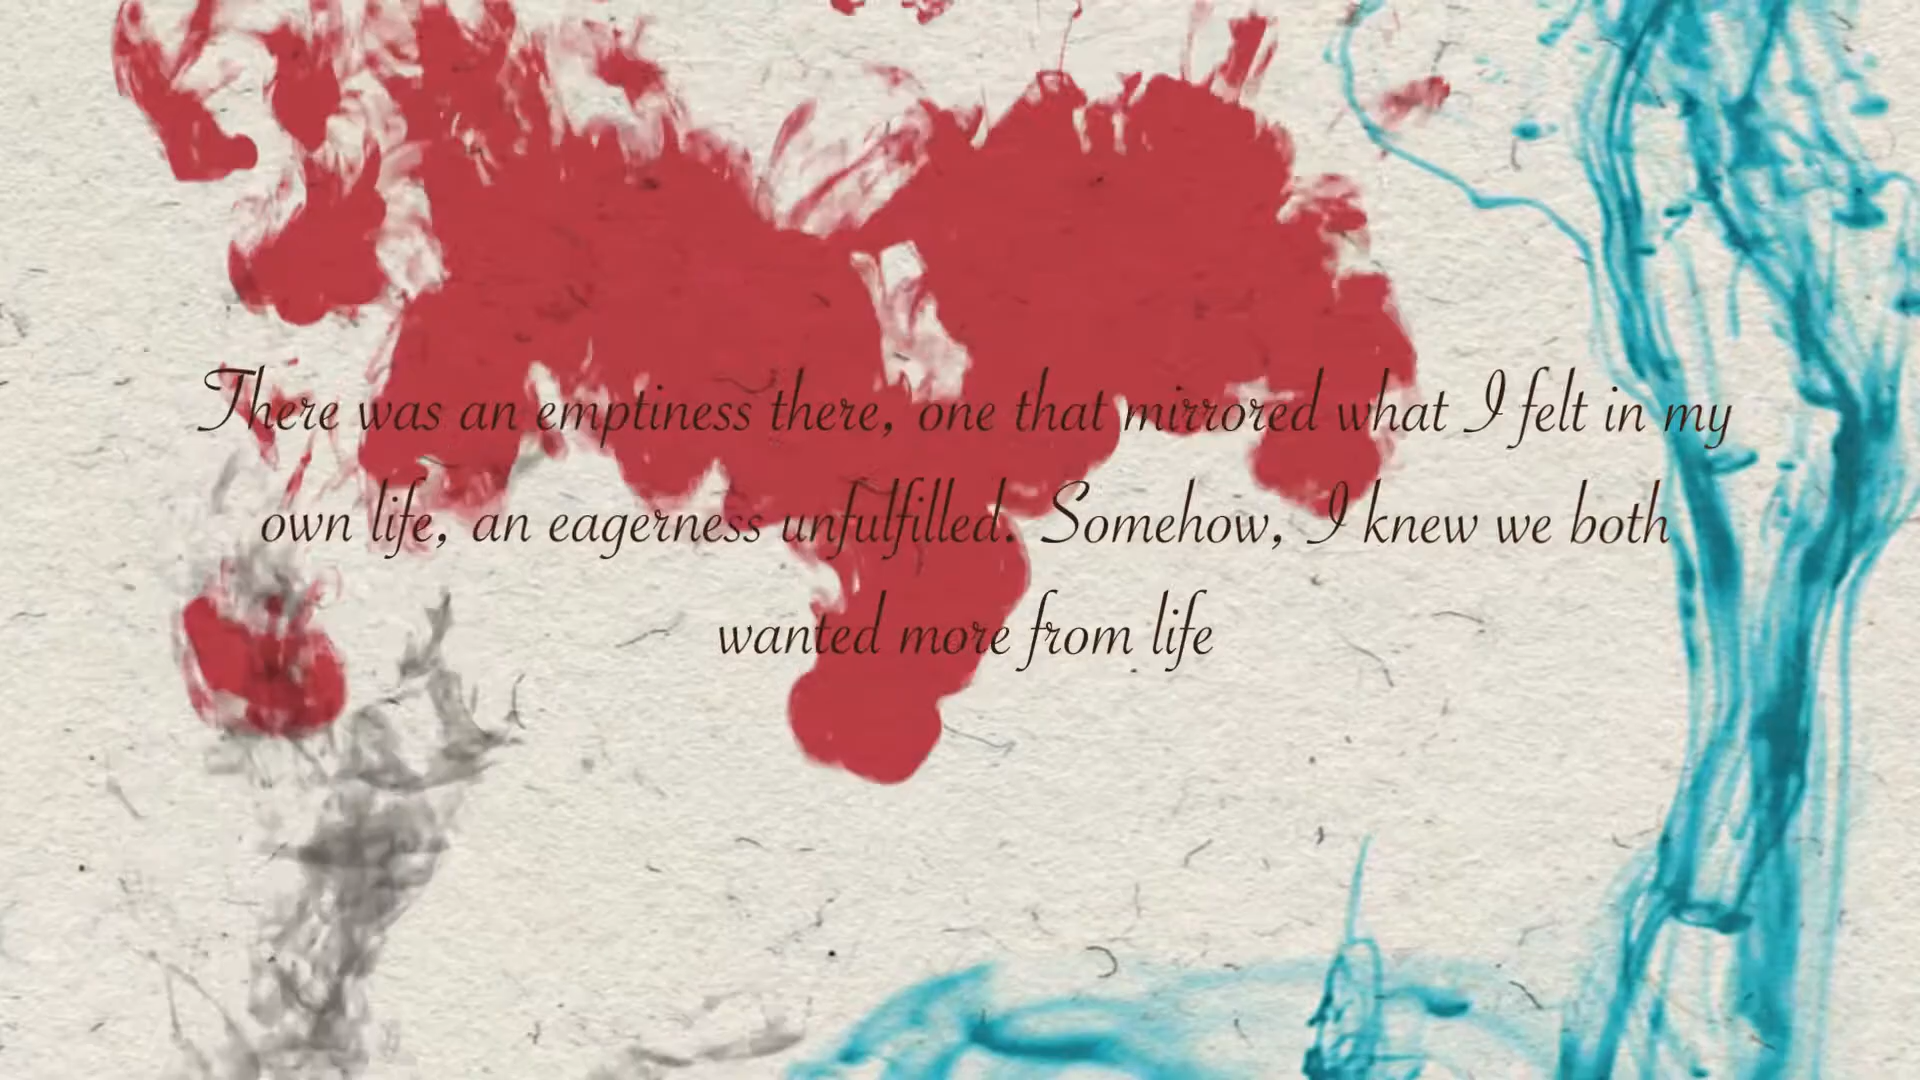 There was an emptiness there, one that mirrored what I felt in my
own life, an eagerness unfulfilled. Somehow, I knew we both
wanted more from life